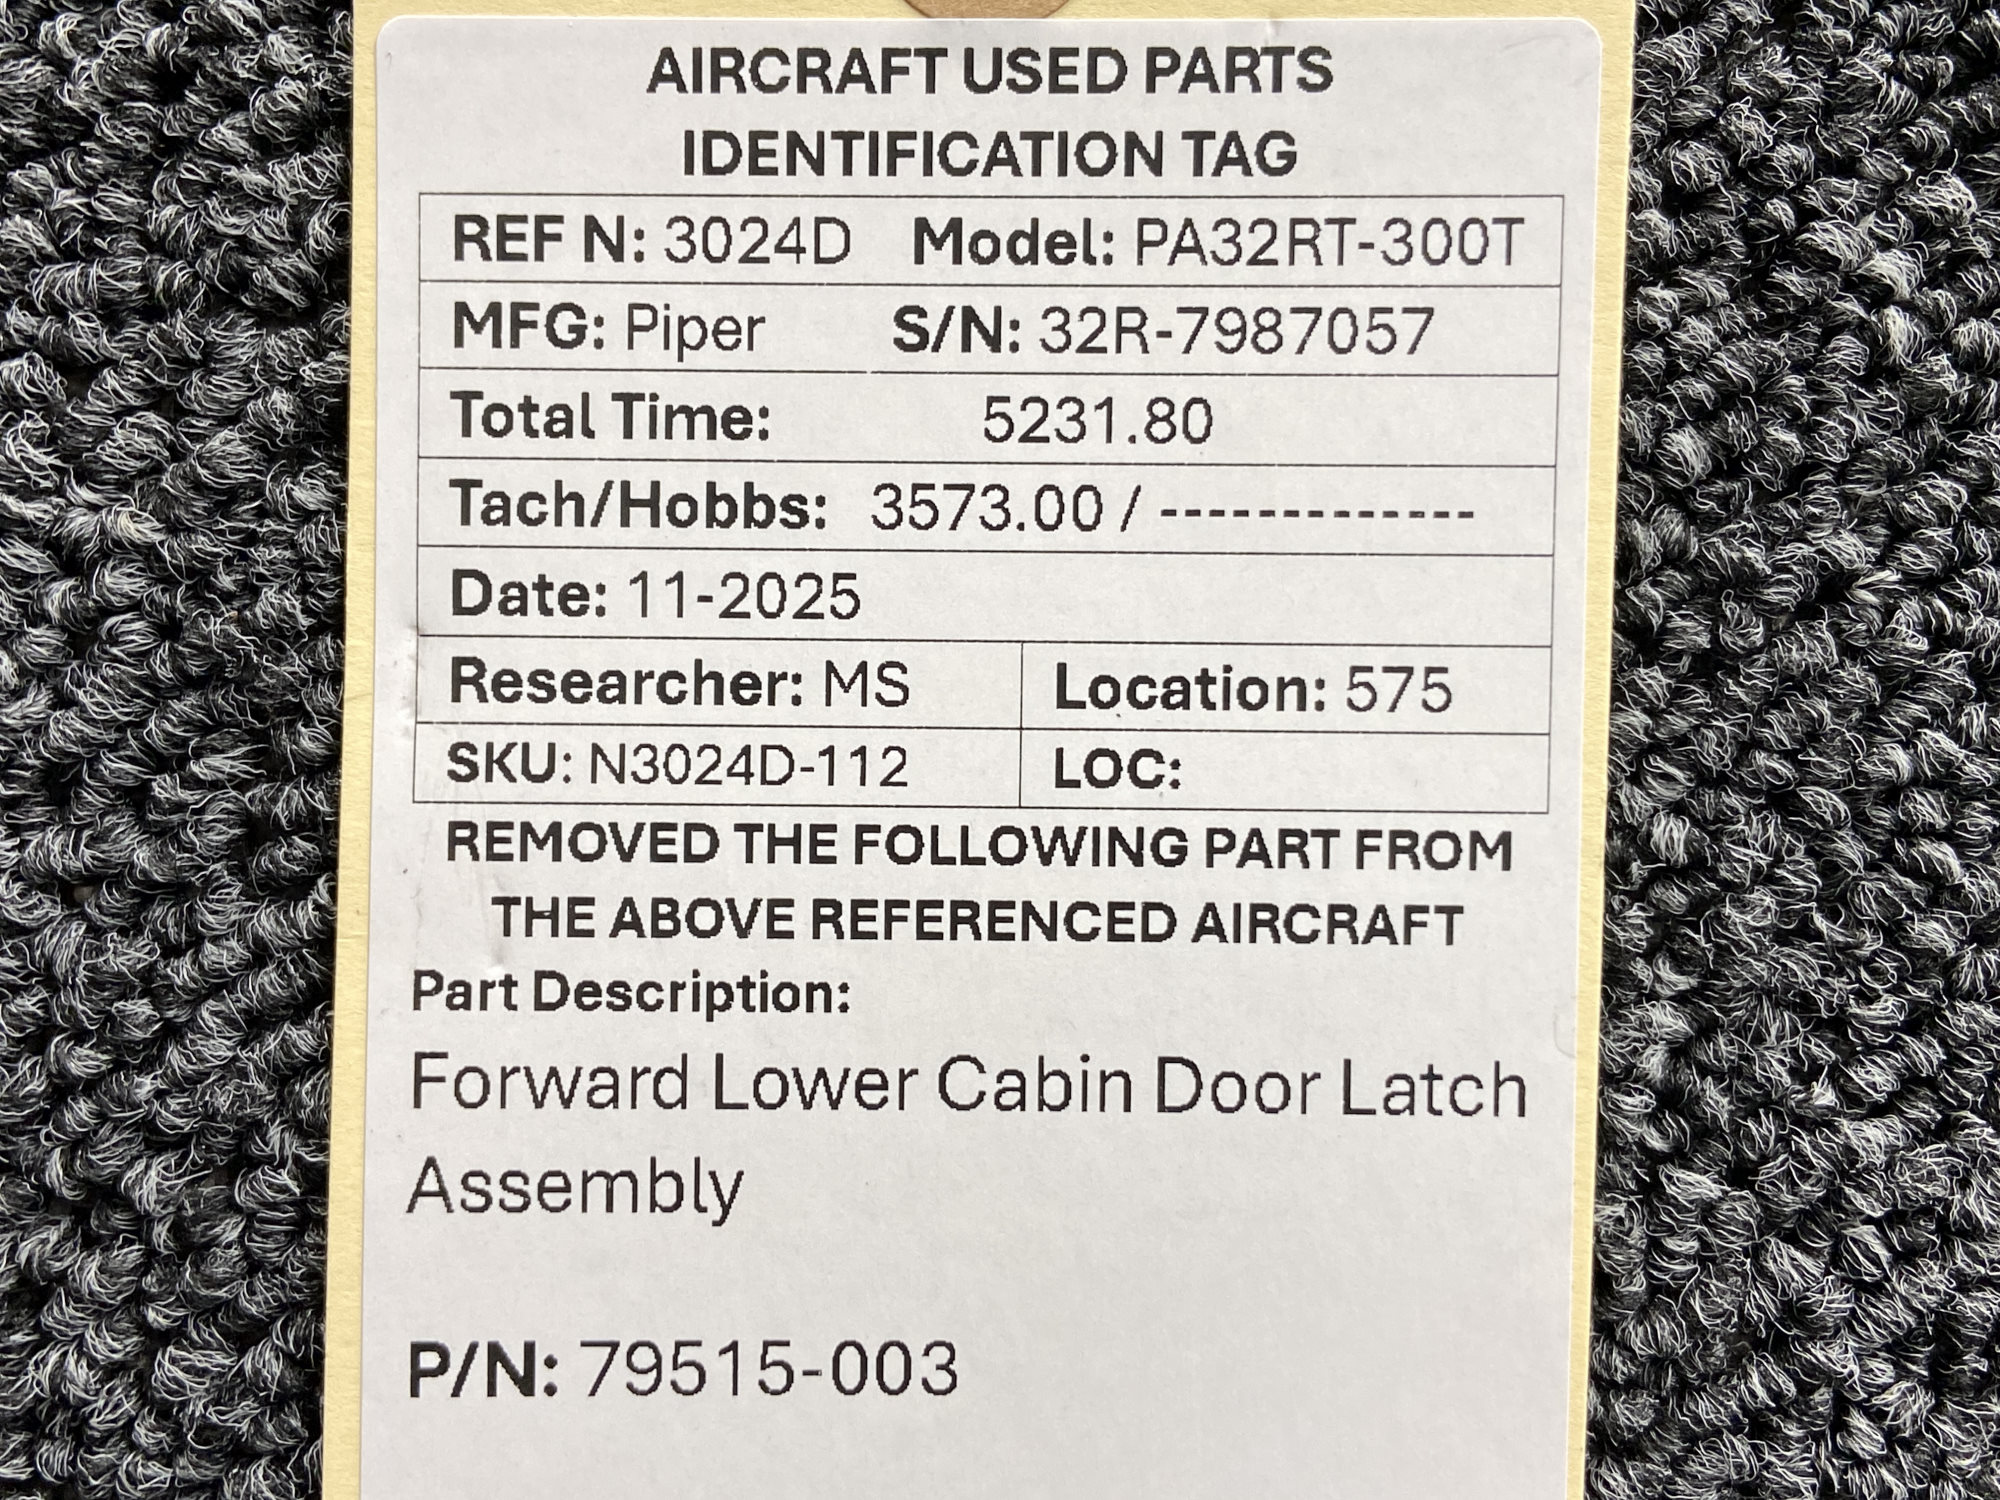 AIRCRAFT USED PARTS
IDENTIFICATION TAG
REF N: 3024D Model: PA32RT-300T
MFG: Piper S/N: 32R-7987057
Total Time: 5231.80
Tach/Hobbs: 3573.00 / -------------
Date: 11-2025
Researcher: MS Location: 575
SKU: N3024D-112 LOC:
REMOVED THE FOLLOWING PART FROM
THE ABOVE REFERENCED AIRCRAFT
Part Description:
Forward Lower Cabin Door Latch
Assembly
P/N: 79515-003